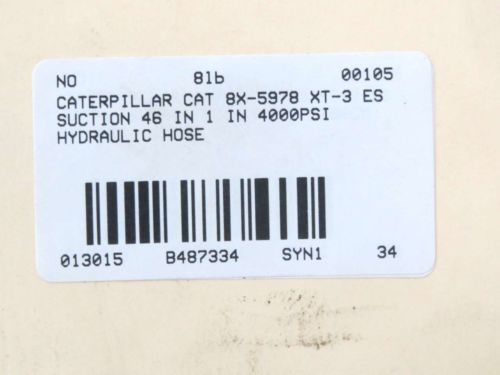 NO 81b 00105
CATERPILLAR CAT 8X-5978 XT-3 ES
SUCTION 46 IN 1 IN 4000PSI
HYDRAULIC HOSE
013015 B487334 SYN1 34